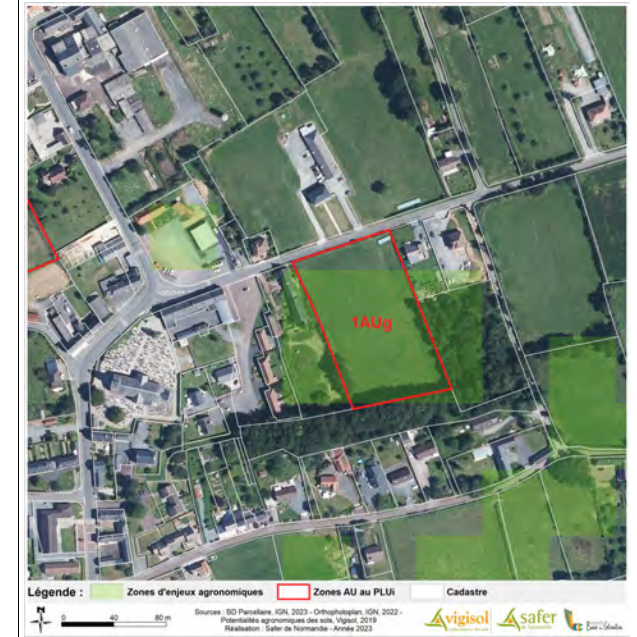 1AUg
Légende :
Zones d'enjeux agronomiques
Zones AU au PLUi
Cadastre
N
0 40 80 m
Sources : BD Parcellaire, IGN, 2023 - Orthophotoplan, IGN, 2022 -
Potentialités agronomiques des sols, Vigisol, 2019
Réalisation : Safer de Normandie - Année 2023
vigisol
safer